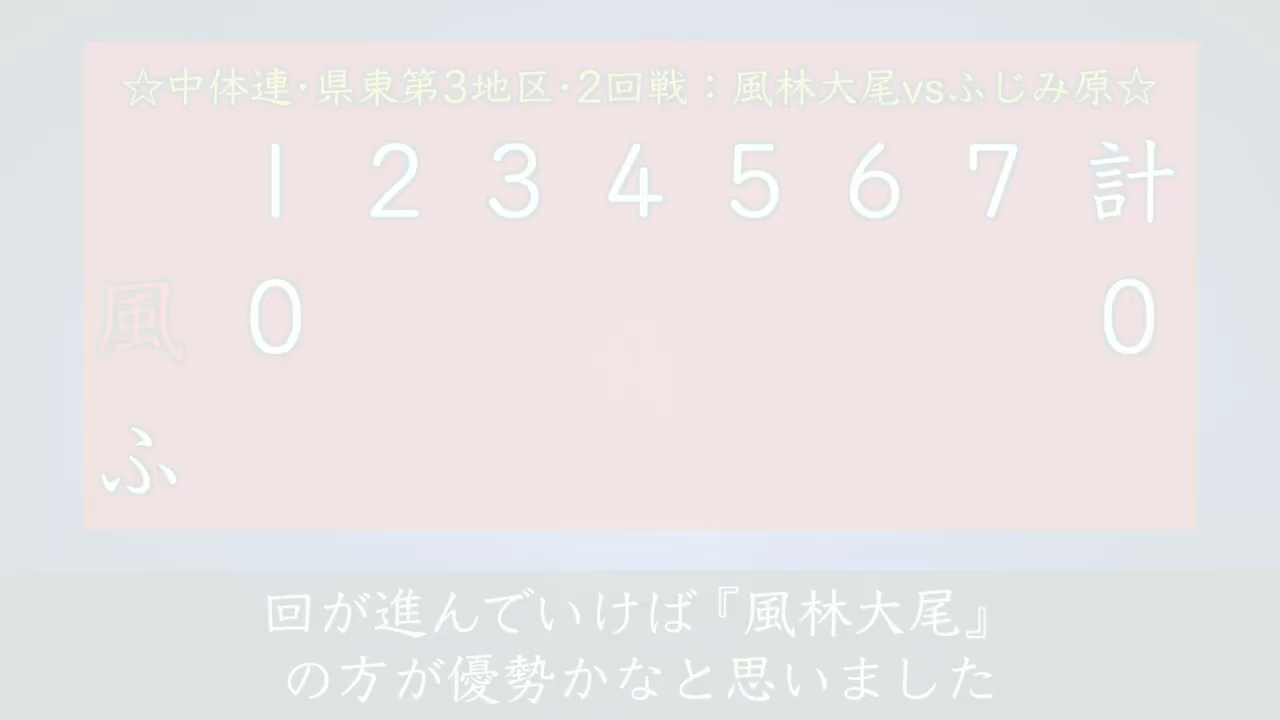 ☆中体連・県東第3地区・2回戦：風林大尾vsふじみ原☆
1 2 3 4 5 6 7 計
風 0 0
ふ
回が進んでいけば『風林大尾』
の方が優勢かなと思いました